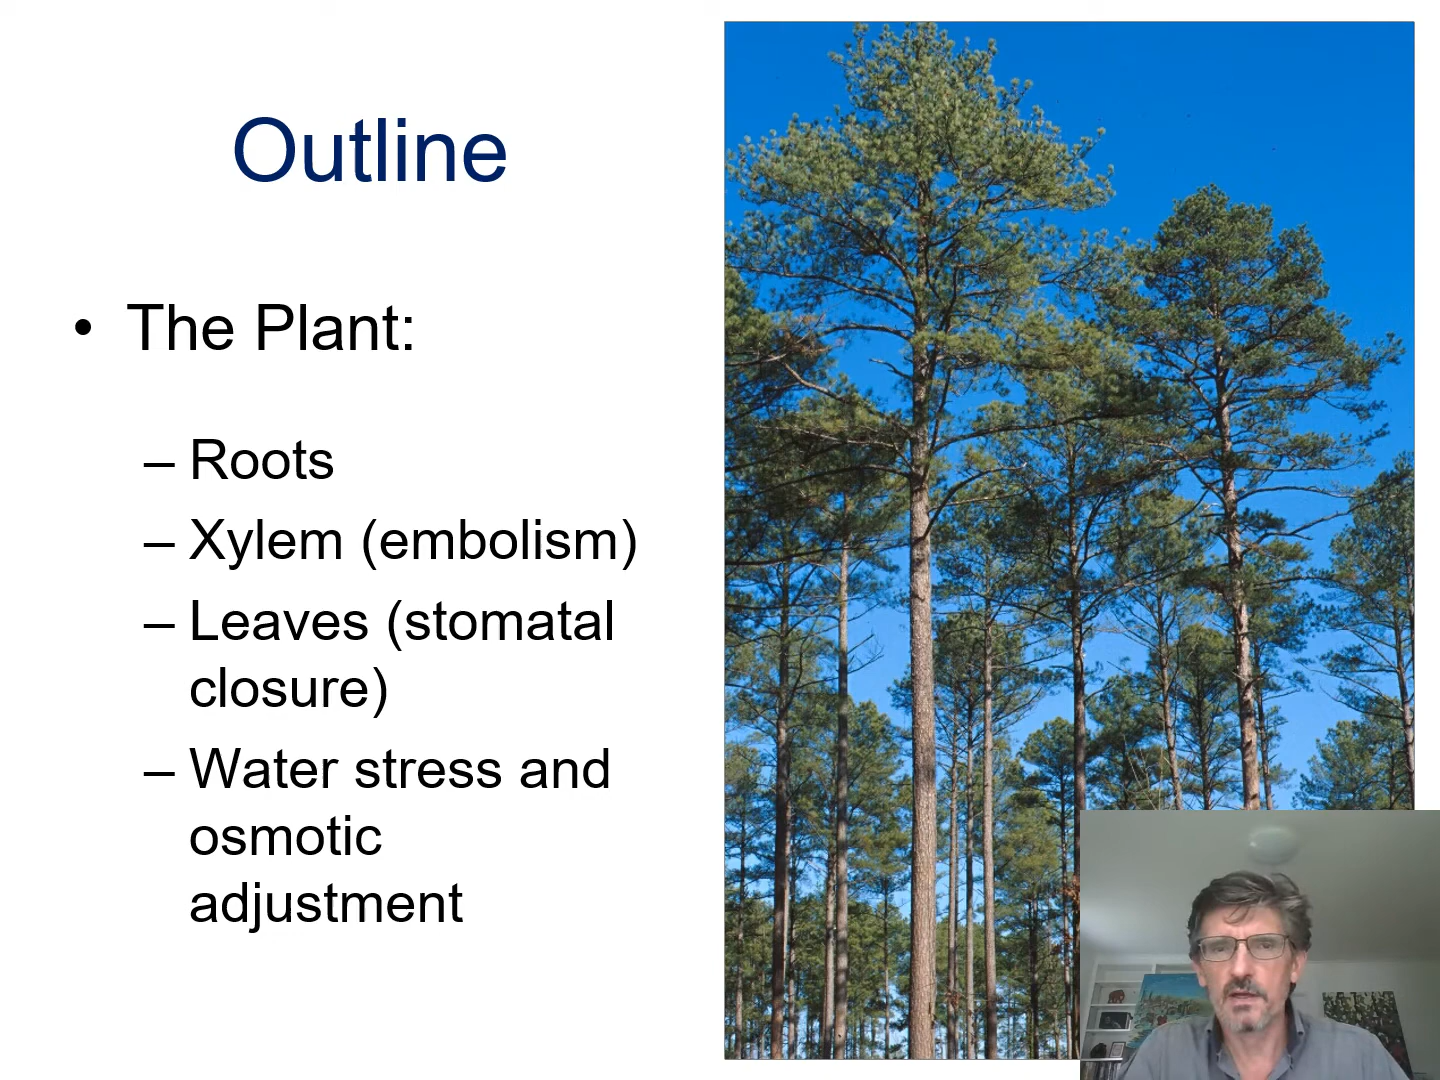 Outline
• The Plant:
– Roots
– Xylem (embolism)
– Leaves (stomatal
closure)
– Water stress and
osmotic
adjustment